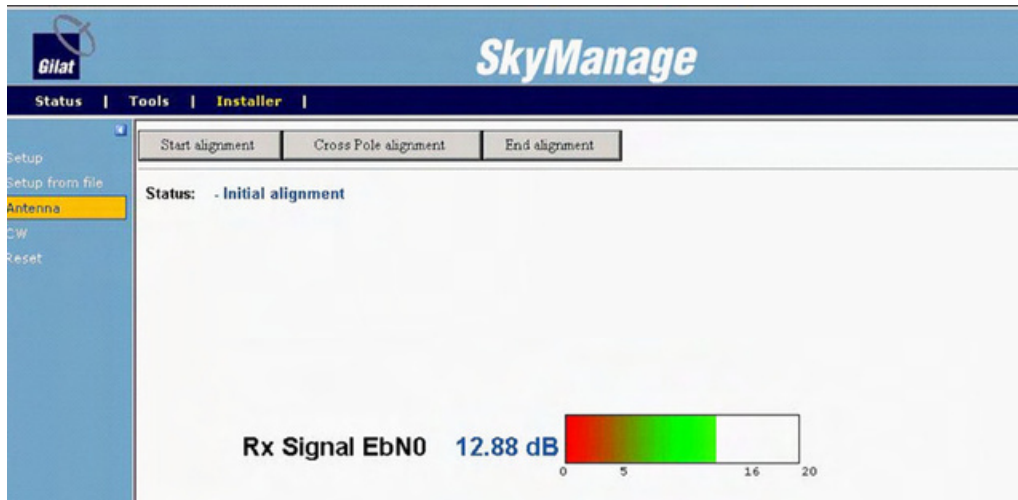 Gilat
SkyManage
Status | Tools | Installer |
Setup
Setup from file
Antenna
CW
Reset
Start alignment Cross Pole alignment End alignment
Status: - Initial alignment
Rx Signal EbN0 12.88 dB
0 5 16 20